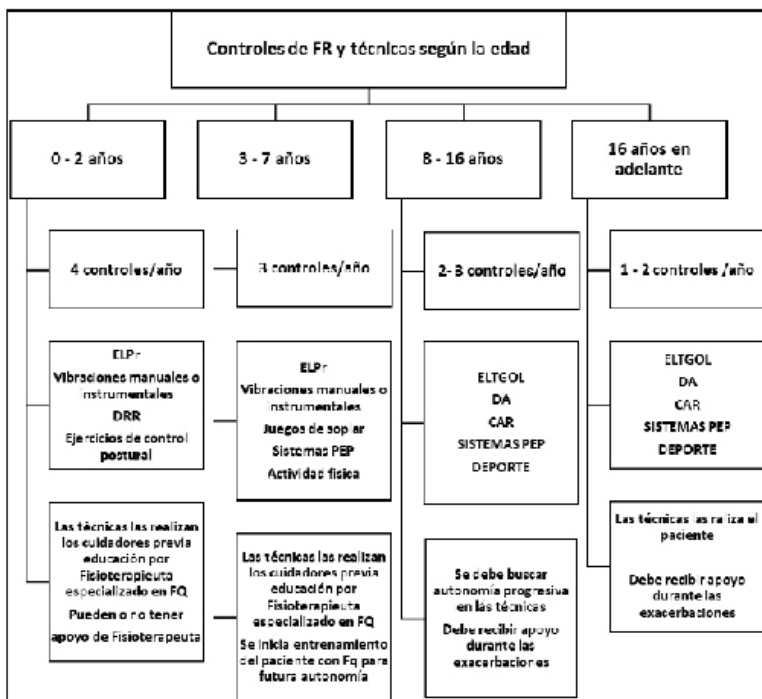 Controles de FR y técnicas según la edad
0 - 2 años
3 - 7 años
8 - 16 años
16 años en
adelante
4 controles/año
3 controles/año
2- 3 controles/año
1 - 2 controles /año
ELPr
Vibraciones manuales o
instrumentales
DRR
Ejercicios de control
postural
ELPr
Vibraciones manuales o
instrumentales
Juegos de soplar
Sistemas PEP
Actividad física
ELTGOL
DA
CAR
SISTEMAS PEP
DEPORTE
ELTGOL
DA
CAR
SISTEMAS PEP
DEPORTE
Las técnicas las realizan
los cuidadores previa
educación por
Fisioterapieuta
especializado en FQ
Pueden o no tener
apoyo de Fisioterapeuta
Las técnicas las realizan
los cuidadores previa
educación por
Fisioterapieuta
especializado en FQ
Se inicia entrenamiento
del paciente con Fq para
futura autonomía
Se debe buscar
autonomía progresiva
en lás técnicas
Debe recibir apoyo
durante las
exacerbaciones
Las técnicas las raliza el
paciente
Debe recibir apoyo
durante las
exacerbaciones